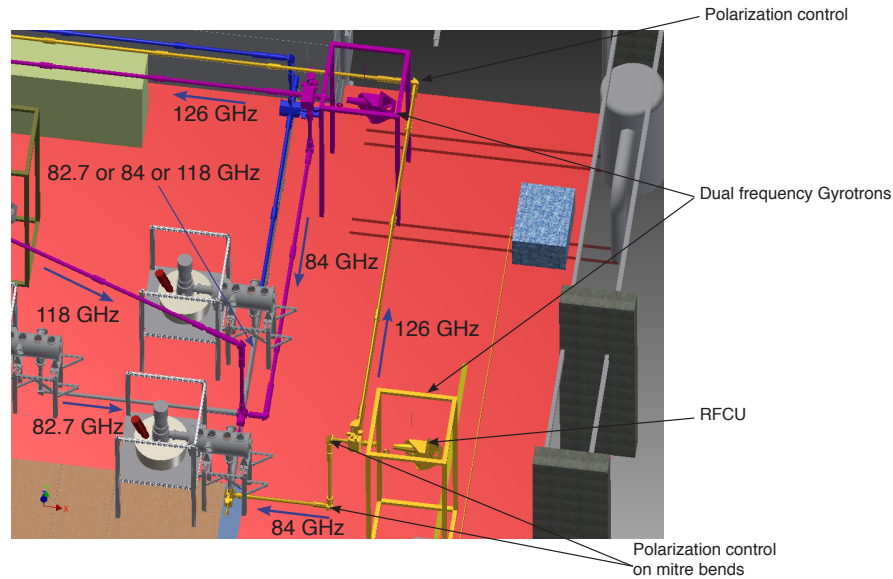 Polarization control
126 GHz
82.7 or 84 or 118 GHz
Dual frequency Gyrotrons
84 GHz
118 GHz
126 GHz
RFCU
82.7 GHz
84 GHz
Polarization control
on mitre bends